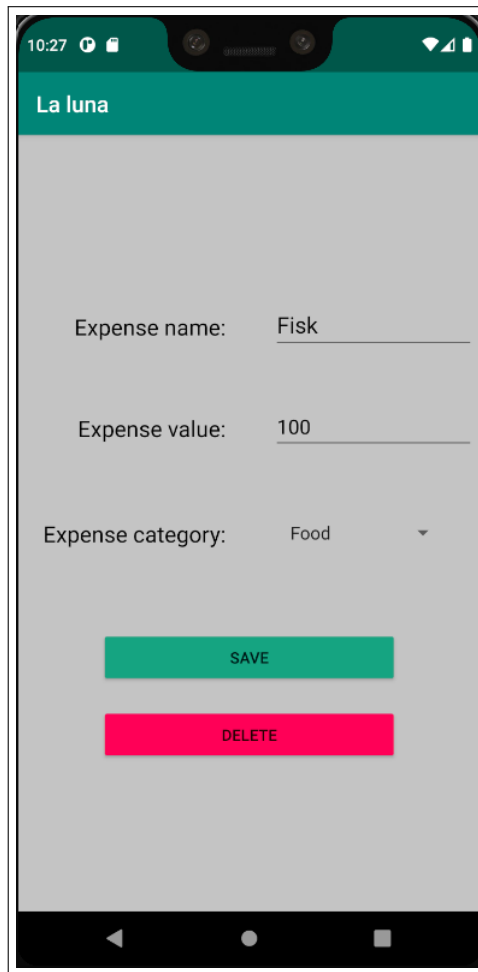 10:27
La luna
Expense name: Fisk
Expense value: 100
Expense category: Food
SAVE
DELETE